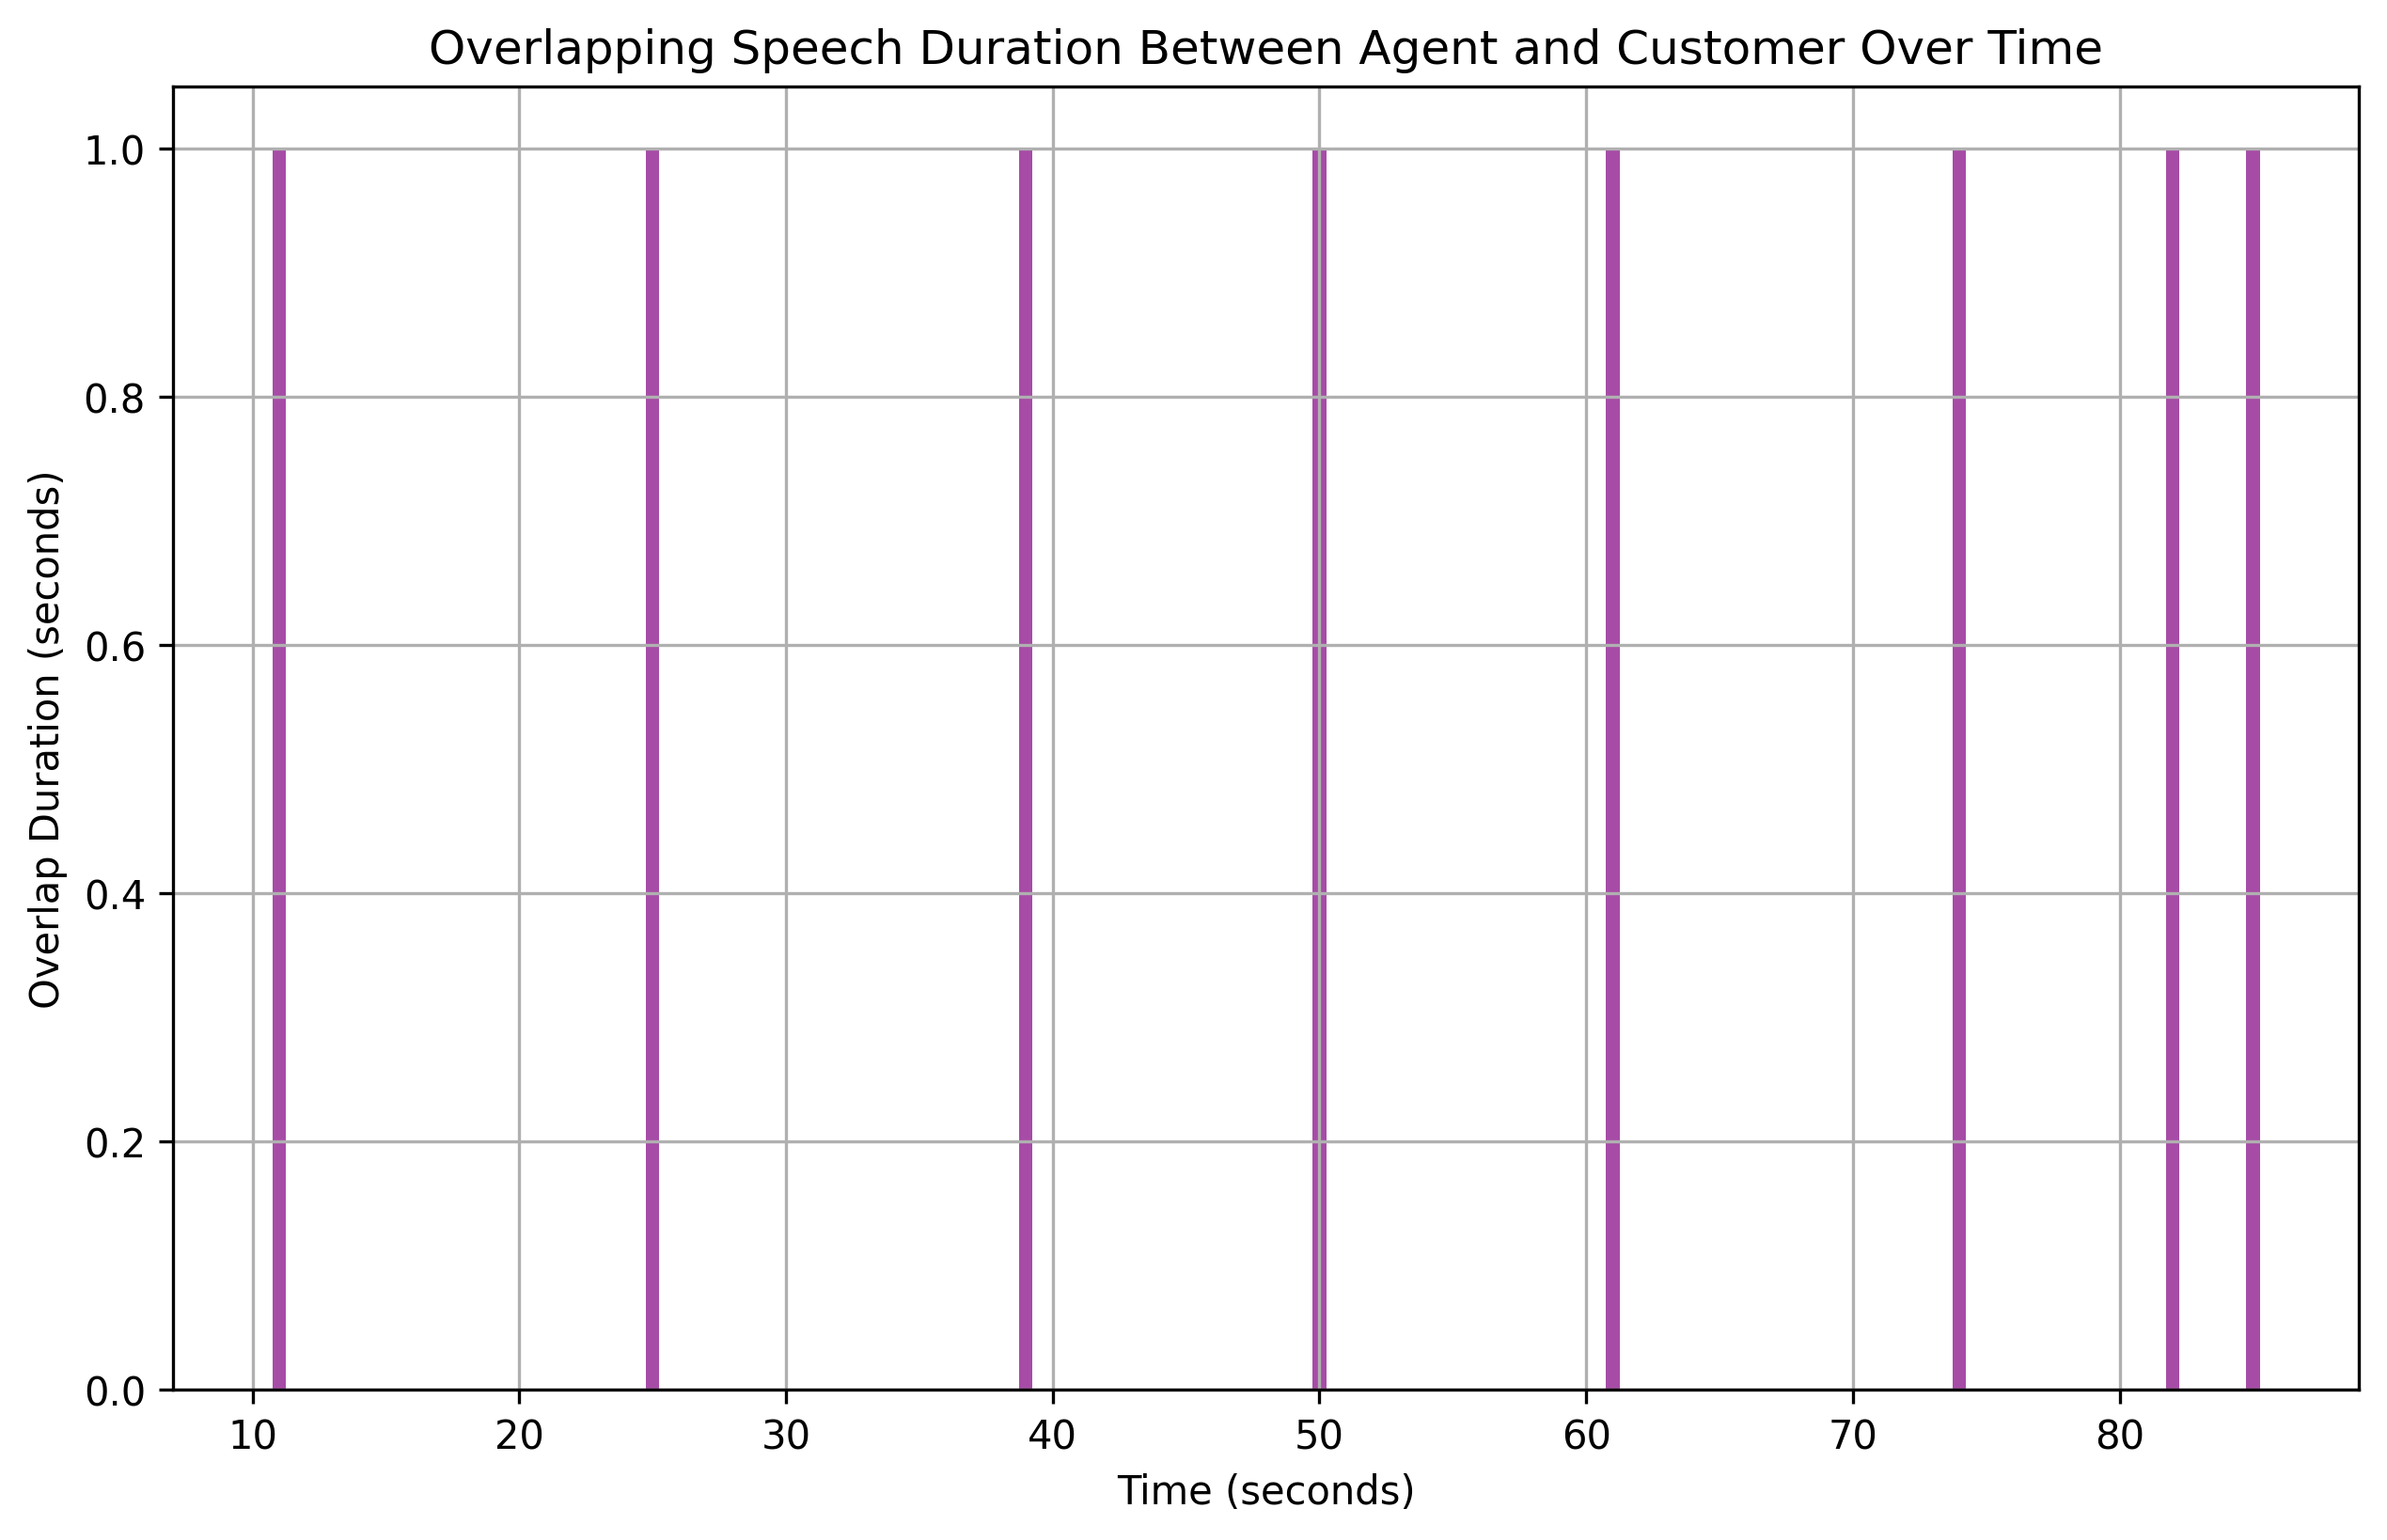 Overlapping Speech Duration Between Agent and Customer Over Time
Overlap Duration (seconds)
1.0
0.8
0.6
0.4
0.2
0.0
10 20 30 40 50 60 70 80
Time (seconds)